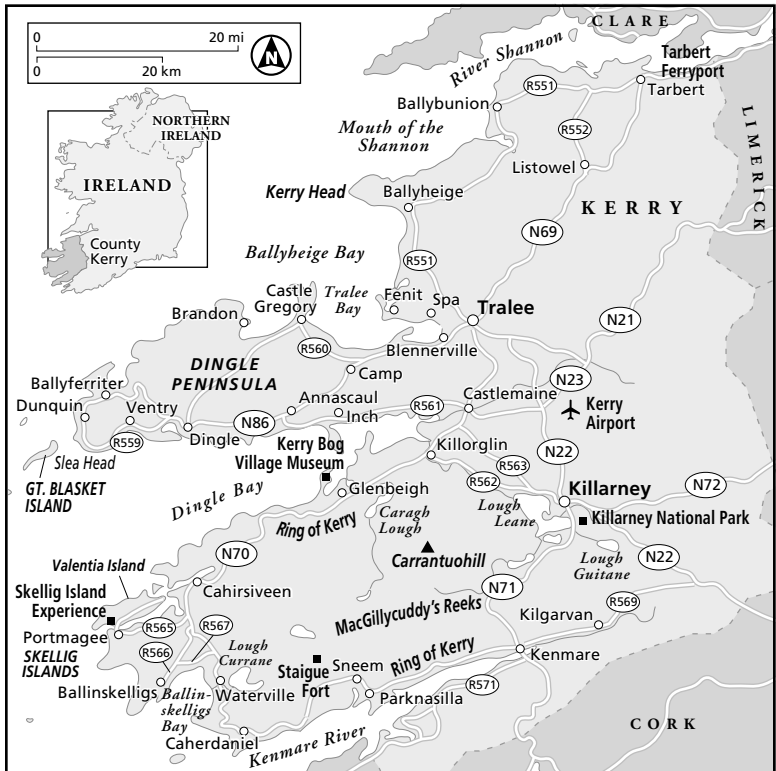 0 20 mi
0 20 km
N
CLARE
River Shannon
Tarbert
Ferryport
Tarbert
R551
Ballybunion
R552
Mouth of the
Shannon
Listowel
LIMERICK
NORTHERN
IRELAND
IRELAND
County
Kerry
Kerry Head
Ballyheige
KERRY
N69
Ballyheige Bay
R551
Castle
Gregory
Tralee
Bay
Fenit
Spa
Tralee
N21
Brandon
R560
Blennerville
DINGLE
PENINSULA
Camp
N23
Ballyferriter
Dunquin
Ventry
Annascaul
Inch
R561
Castlemaine
Kerry
Airport
R559
Dingle
N86
Slea Head
GT. BLASKET
ISLAND
Kerry Bog
Village Museum
Killorglin
N22
R563
R562
N72
Dingle Bay
Glenbeigh
Killarney
Ring of Kerry
Caragh
Lough
Lough
Leane
Killarney National Park
Carrantuohill
Lough
Guitane
N22
N70
Valentia Island
Cahirsiveen
N71
R569
Skellig Island
Experience
MacGillycuddy's Reeks
Kilgarvan
Portmagee
R565
R567
SKELLIG
ISLANDS
R566
Lough
Currane
Staigue
Fort
Sneem
Ring of Kerry
Kenmare
Ballinskelligs
Ballin-
skelligs
Bay
Waterville
Parknasilla
R571
Caherdaniel
Kenmare River
CORK